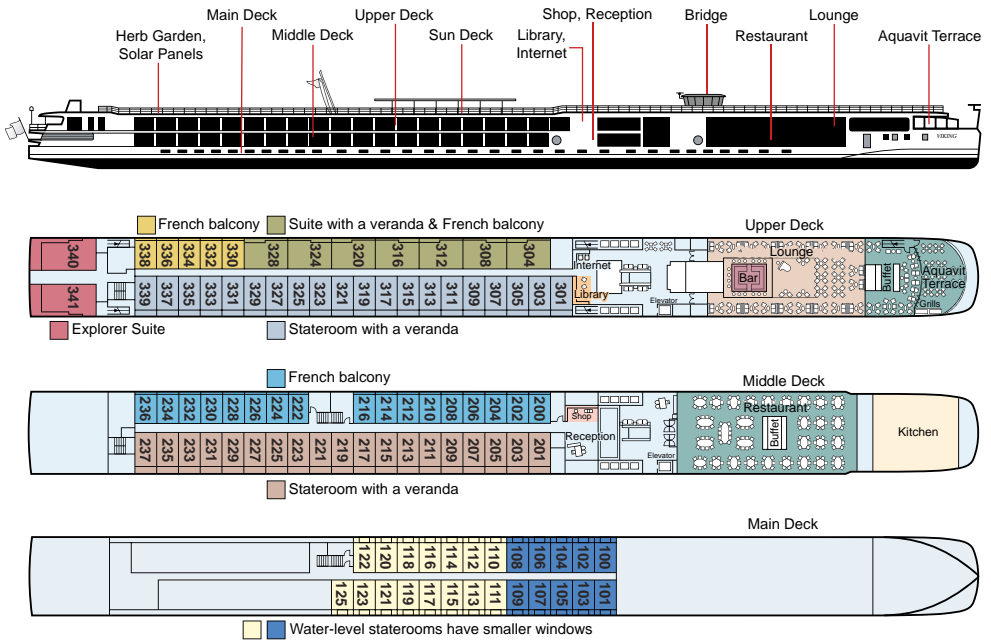 Main Deck
Upper Deck
Shop, Reception
Bridge
Lounge
Herb Garden,
Solar Panels
Middle Deck
Sun Deck
Library,
Internet
Restaurant
Aquavit Terrace
VIKING
French balcony
Suite with a veranda & French balcony
Upper Deck
340
338 336 334 332 330 328 324 320 316 312 308 304
Internet
Lounge
Bar
Buffet
Aquavit
Terrace
341
339 337 335 333 331 329 327 325 323 321 319 317 315 313 311 309 307 305 303 301
Library
Elevator
Grills
Explorer Suite
Stateroom with a veranda
French balcony
Middle Deck
236 234 232 230 228 226 224 222 216 214 212 210 208 206 204 202 200
Shop
Restaurant
Buffet
Kitchen
Reception
237 235 233 231 229 227 225 223 221 219 217 215 213 211 209 207 205 203 201
Elevator
Stateroom with a veranda
Main Deck
122 120 118 116 114 112 110 108 106 104 102 100
125 123 121 119 117 115 113 111 109 107 105 103 101
Water-level staterooms have smaller windows